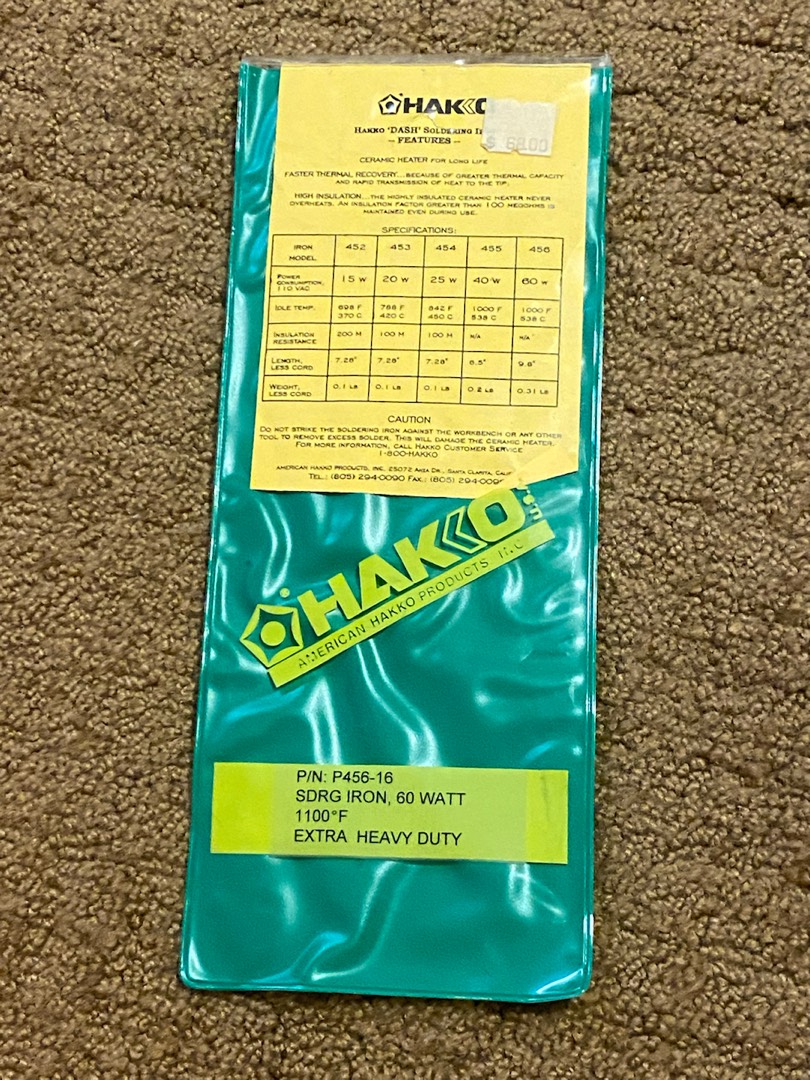 HAKKO
HAKKO 'DASH' SOLDERING
$ 68.00
— FEATURES —
CERAMIC HEATER FOR LONG LIFE
FASTER THERMAL RECOVERY...BECAUSE OF GREATER THERMAL CAPACITY
AND RAPID TRANSMISSION OF HEAT TO THE TIP.
HIGH INSULATION...THE HIGHLY INSULATED CERAMIC HEATER NEVER
OVERHEATS. AN INSULATION FACTOR GREATER THAN 100 MEGOHMS IS
MAINTAINED EVEN DURING USE.
SPECIFICATIONS:
IRON MODEL 452 453 454 455 456
POWER CONSUMPTION, 110 VAC 15 W 20 W 25 W 40 W 60 W
IDLE TEMP. 698 F 788 F 842 F 1000 F 1000 F
370 C 420 C 450 C 538 C 538 C
INSULATION RESISTANCE 200 M 100 M 100 M N/A N/A
LENGTH, LESS CORD 7.28" 7.28" 7.28" 8.5" 9.8"
WEIGHT, LESS CORD 0.1 LB 0.1 LB 0.1 LB 0.2 LB 0.31 LB
CAUTION
DO NOT STRIKE THE SOLDERING IRON AGAINST THE WORKBENCH OR ANY OTHER
TOOL TO REMOVE EXCESS SOLDER. THIS WILL DAMAGE THE CERAMIC HEATER.
FOR MORE INFORMATION, CALL HAKKO CUSTOMER SERVICE
1-800-HAKKO
AMERICAN HAKKO PRODUCTS, INC. 25072 ANZA DR., SANTA CLARITA, CALIF
TEL.: (805) 294-0090 FAX.: (805) 294-0096
HAKKO
AMERICAN HAKKO PRODUCTS INC
P/N: P456-16
SDRG IRON, 60 WATT
1100°F
EXTRA HEAVY DUTY